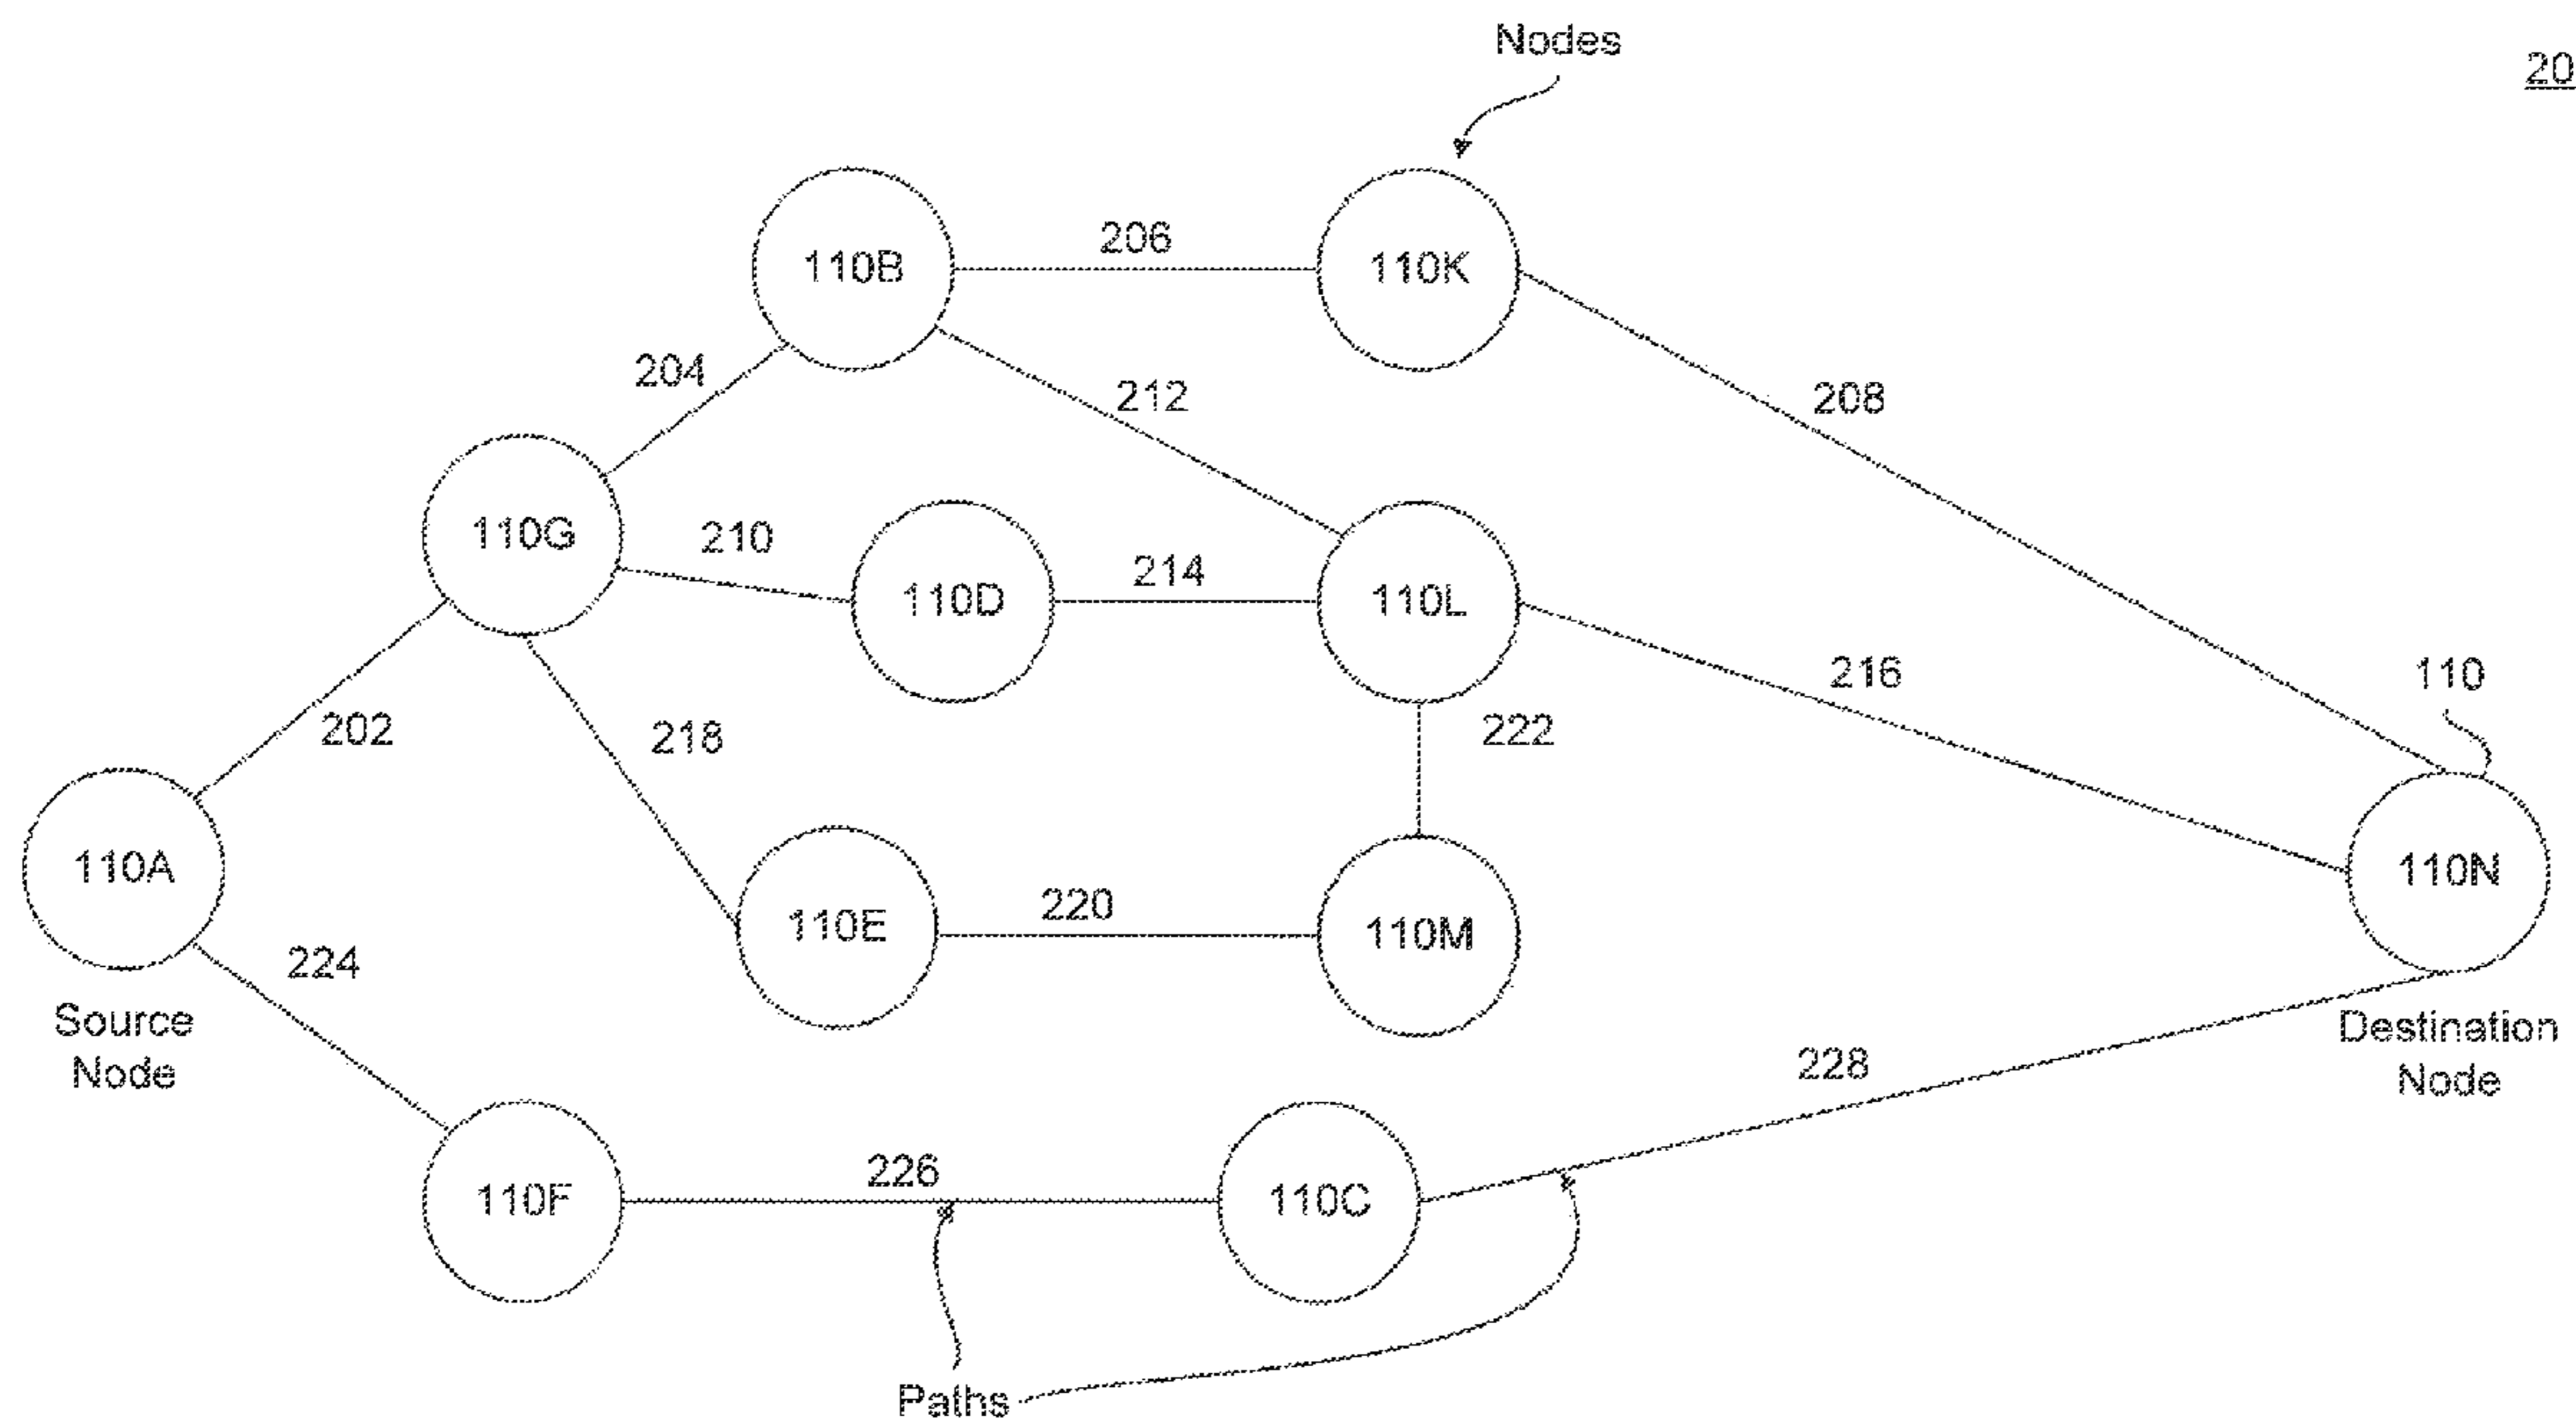 Nodes
20
206
110B
110K
204
212
208
110G
210
110D
214
110L
216
110
202
218
222
110A
110E
220
110M
110N
224
Source
Node
Destination
Node
228
226
110F
110C
Paths